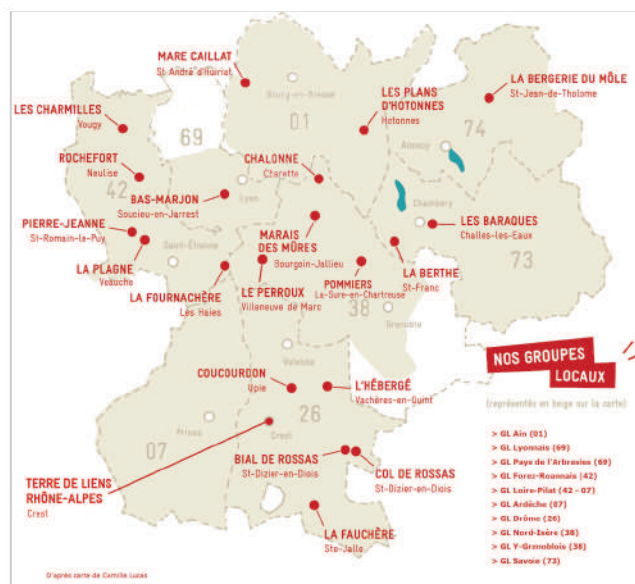 MARE CAILLAT
St-André d'Huiriat
Bourg-en-Bresse
LES PLANS
D'HOTONNES
Hotonnes
LA BERGERIE DU MÔLE
St-Jean-de-Tholome
LES CHARMILLES
Vougy
69
01
74
Annecy
ROCHEFORT
Neulise
42
CHALONNE
Charette
BAS-MARJON
Soucieu-en-Jarrest
Lyon
Chambery
PIERRE-JEANNE
St-Romain-le-Puy
LES BARAQUES
Challes-les-Eaux
MARAIS
DES MÛRES
Bourgoin-Jallieu
Saint-Étienne
LA PLAGNE
Veauche
LA BERTHE
St-Franc
73
LA FOURNACHÈRE
Les Haies
LE PERROUX
Villeneuve de Marc
POMMIERS
La-Sure-en-Chartreuse
38
Grenoble
Valence
NOS GROUPES
LOCAUX
(représentés en beige sur la carte)
COUCOURDON
Upie
L'HÉBERGÉ
Vachères-en-Quint
26
07
Privas
Crest
BIAL DE ROSSAS
St-Dizier-en-Diois
COL DE ROSSAS
St-Dizier-en-Diois
TERRE DE LIENS
RHÔNE-ALPES
Crest
LA FAUCHÈRE
Ste-Jalle
> GL Ain (01)
> GL Lyonnais (69)
> GL Pays de l'Arbresles (69)
> GL Forez-Roannais (42)
> GL Loire-Pilat (42 - 07)
> GL Ardèche (07)
> GL Drôme (26)
> GL Nord-Isère (38)
> GL Y-Grenoblois (38)
> GL Savoie (73)
D'après carte de Camille Lucas